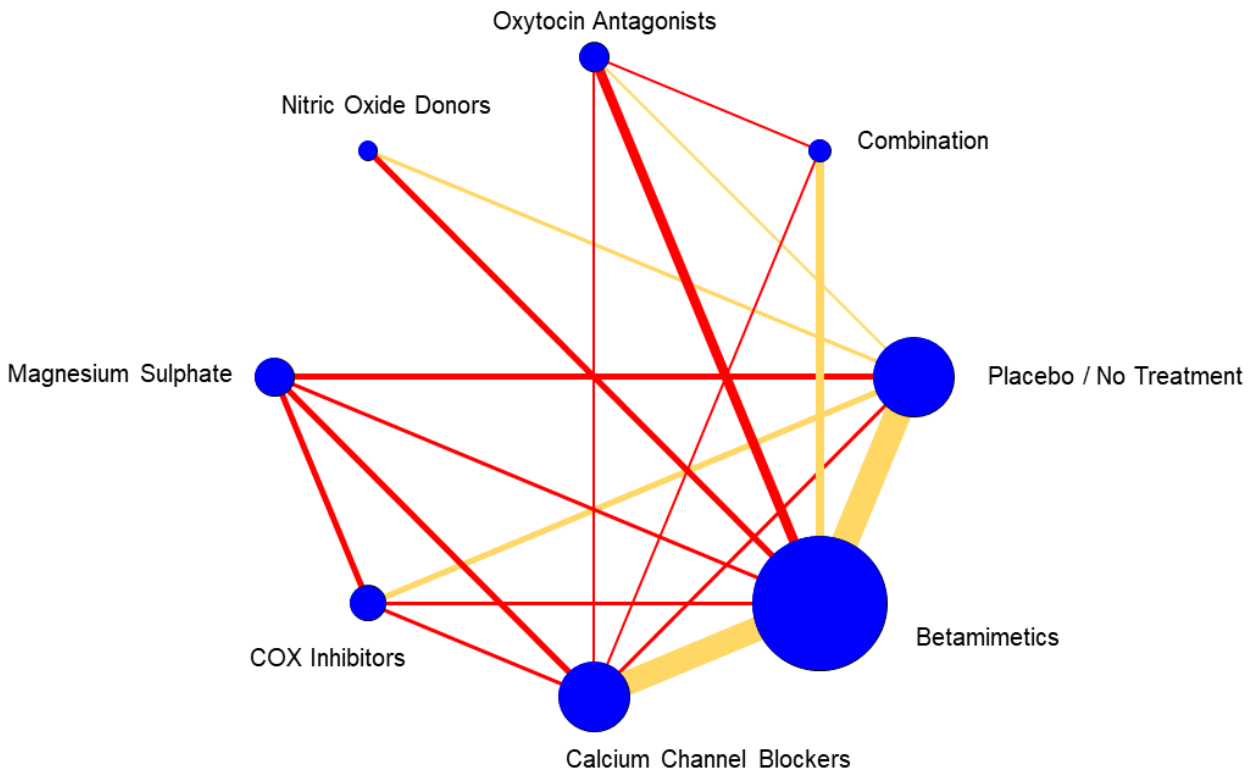 Oxytocin Antagonists
Nitric Oxide Donors
Combination
Magnesium Sulphate
Placebo / No Treatment
Betamimetics
COX Inhibitors
Calcium Channel Blockers